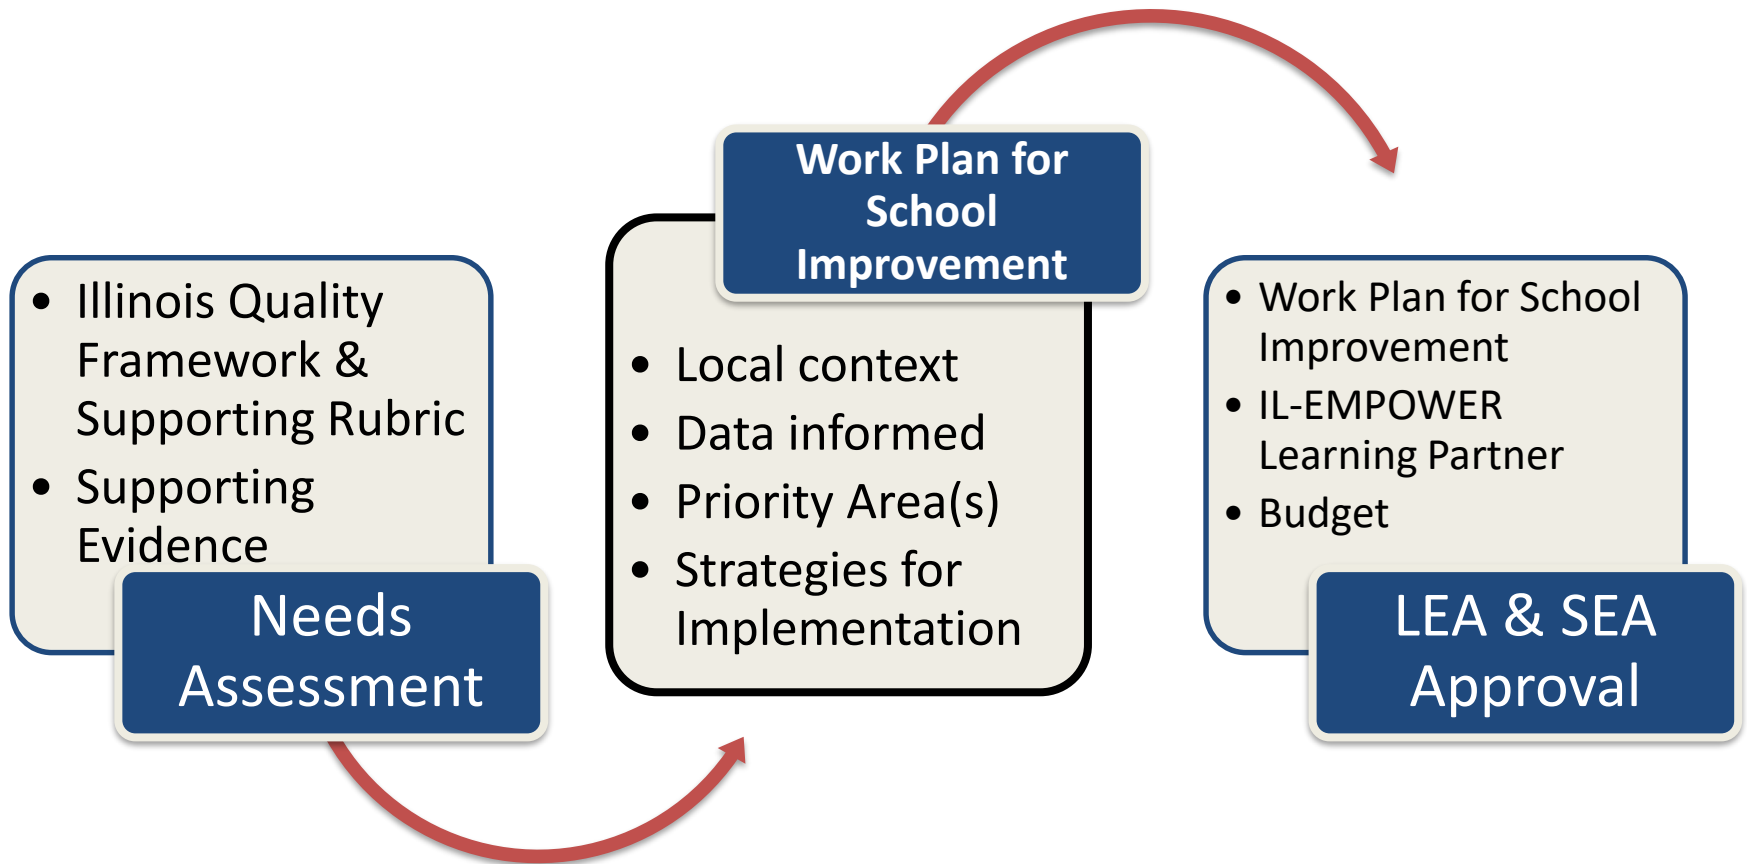 • Illinois Quality
Framework &
Supporting Rubric
• Supporting
Evidence
Needs
Assessment
Work Plan for
School
Improvement
• Local context
• Data informed
• Priority Area(s)
• Strategies for
Implementation
• Work Plan for School
Improvement
• IL-EMPOWER
Learning Partner
• Budget
LEA & SEA
Approval